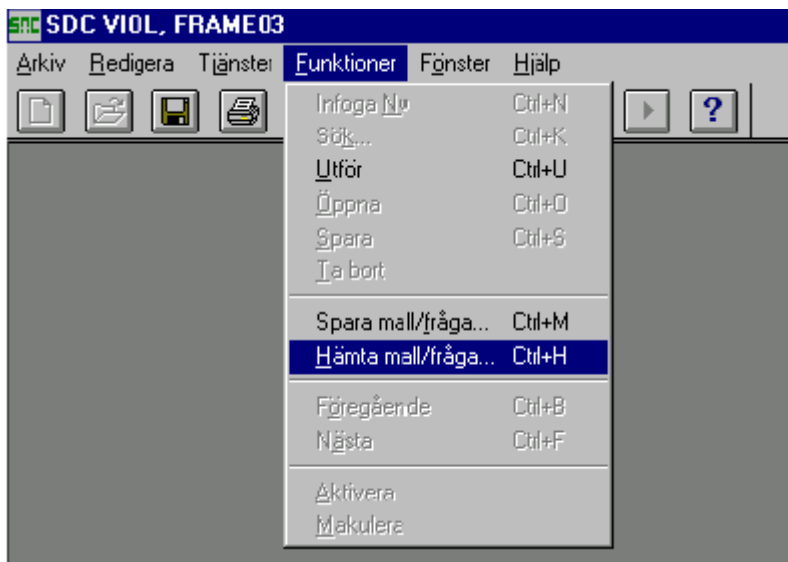 SDC SDC VIOL, FRAME03
Arkiv Redigera Tjänster Funktioner Fönster Hjälp
Infoga Ny Ctrl+N
Sök... Ctrl+K
Utför Ctrl+U
Öppna Ctrl+O
Spara Ctrl+S
Ta bort
Spara mall/fråga... Ctrl+M
Hämta mall/fråga... Ctrl+H
Föregående Ctrl+B
Nästa Ctrl+F
Aktivera
Makulera